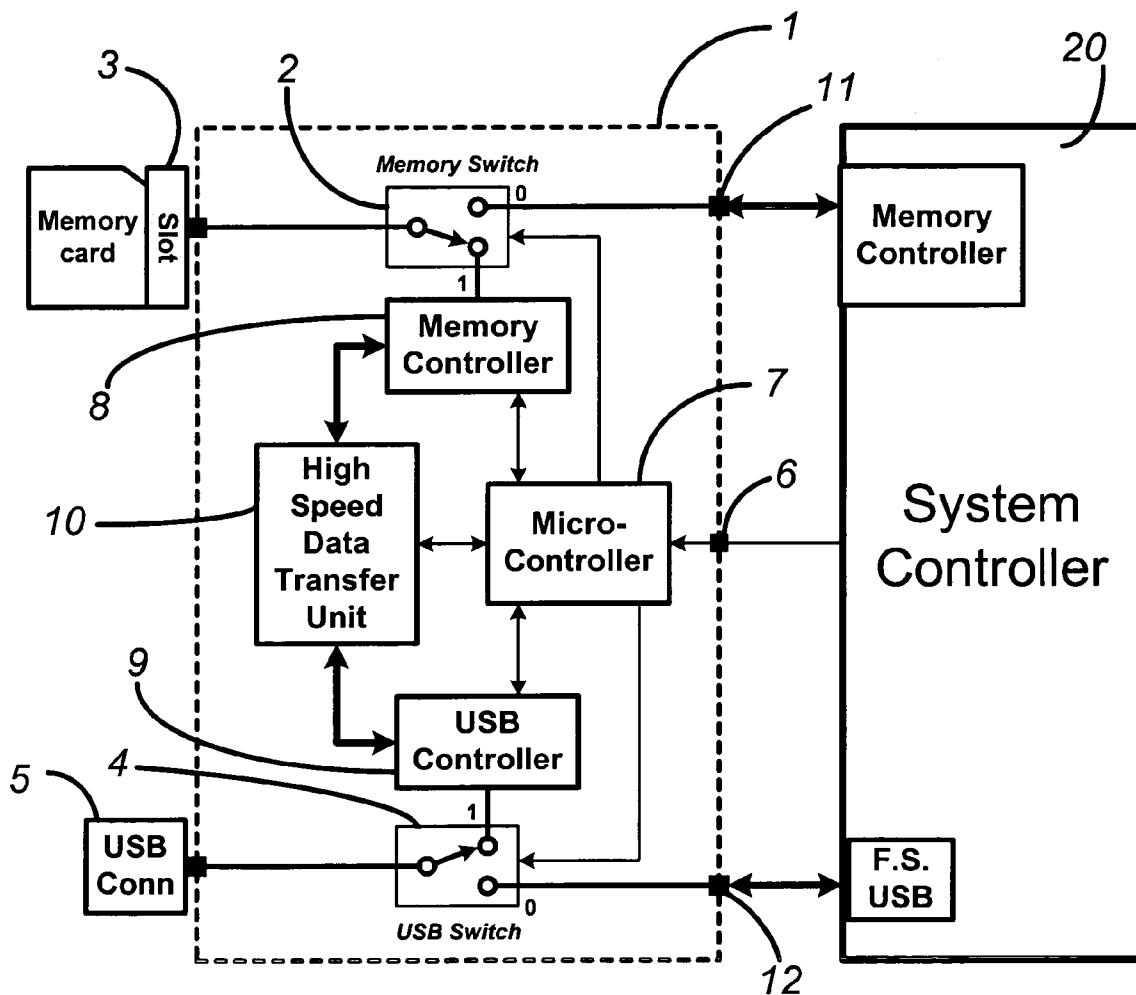 1
2
3
11
20
Memory Switch
0
Memory
card
Slot
Memory
Controller
1
8
Memory
Controller
7
6
10
High
Speed
Data
Transfer
Unit
Micro-
Controller
System
Controller
9
USB
Controller
4
5
1
USB
Conn
0
USB Switch
F.S.
USB
12